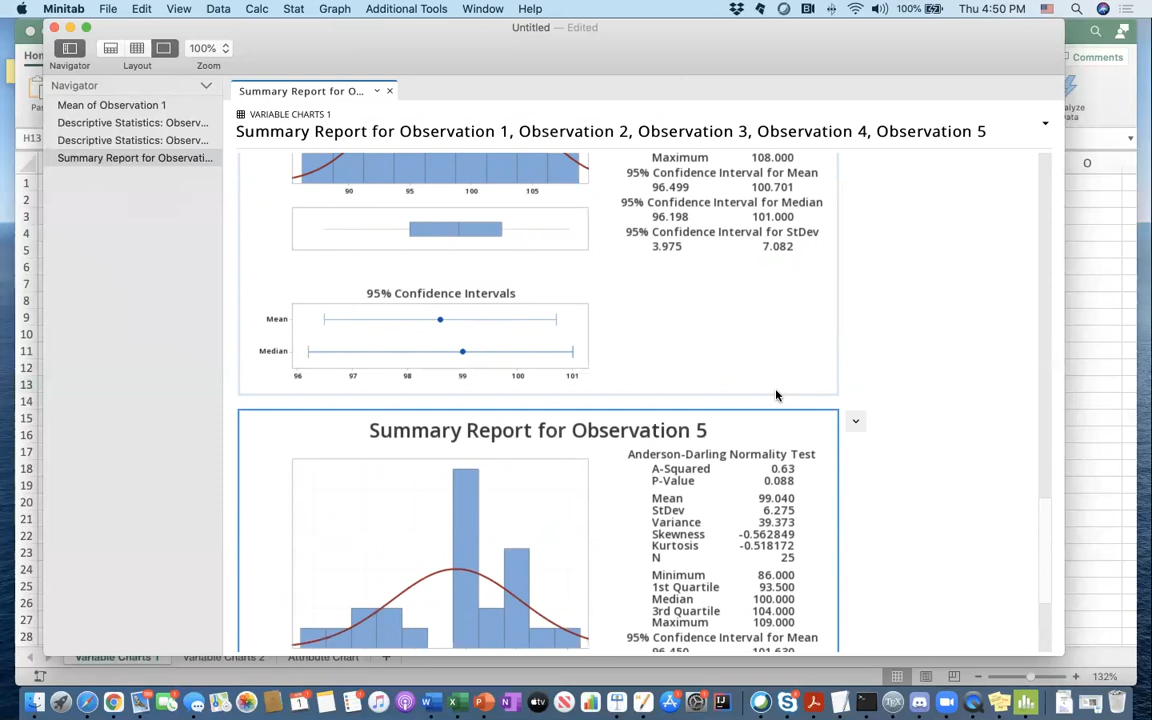 Minitab File Edit View Data Calc Stat Graph Additional Tools Window Help 100% Thu 4:50 PM
Untitled — Edited
100%
Navigator Layout Zoom
Comments
Navigator
Summary Report for O...
Mean of Observation 1
Descriptive Statistics: Observ...
Descriptive Statistics: Observ...
Summary Report for Observati...
VARIABLE CHARTS 1
Summary Report for Observation 1, Observation 2, Observation 3, Observation 4, Observation 5
H13
O
1
2
3
4
5
6
7
8
9
10
11
12
13
14
15
16
17
18
19
20
21
22
23
24
25
26
27
28
90 95 100 105
Maximum 108.000
95% Confidence Interval for Mean
96.499 100.701
95% Confidence Interval for Median
96.198 101.000
95% Confidence Interval for StDev
3.975 7.082
95% Confidence Intervals
Mean
Median
96 97 98 99 100 101
Summary Report for Observation 5
Anderson-Darling Normality Test
A-Squared 0.63
P-Value 0.088
Mean 99.040
StDev 6.275
Variance 39.373
Skewness -0.562849
Kurtosis -0.518172
N 25
Minimum 86.000
1st Quartile 93.500
Median 100.000
3rd Quartile 104.000
Maximum 109.000
95% Confidence Interval for Mean
96.450 101.630
Variable Charts 1 Variable Charts 2 Attribute Chart +
132%